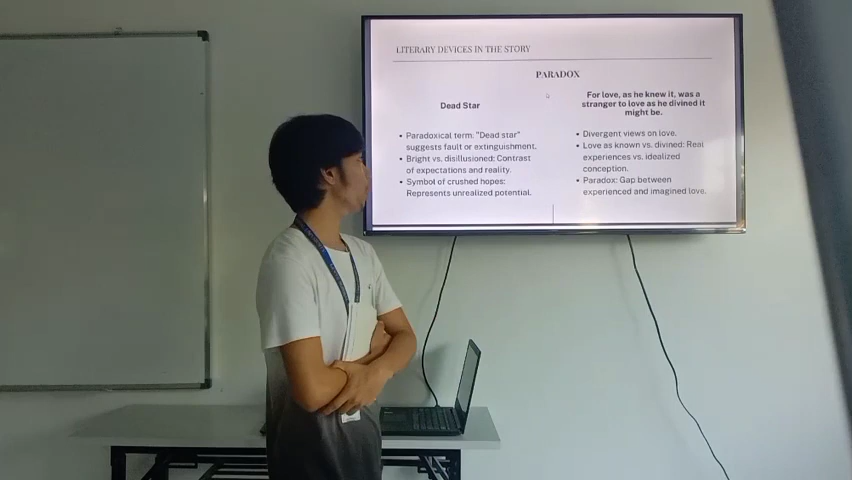 LITERARY DEVICES IN THE STORY
PARADOX
Dead Star
• Paradoxical term: "Dead star"
suggests fault or extinguishment.
• Bright vs. disillusioned: Contrast
of expectations and reality.
• Symbol of crushed hopes:
Represents unrealized potential.
For love, as he knew it, was a
stranger to love as he divined it
might be.
• Divergent views on love.
• Love as known vs. divined: Real
experiences vs. idealized
conception.
• Paradox: Gap between
experienced and imagined love.